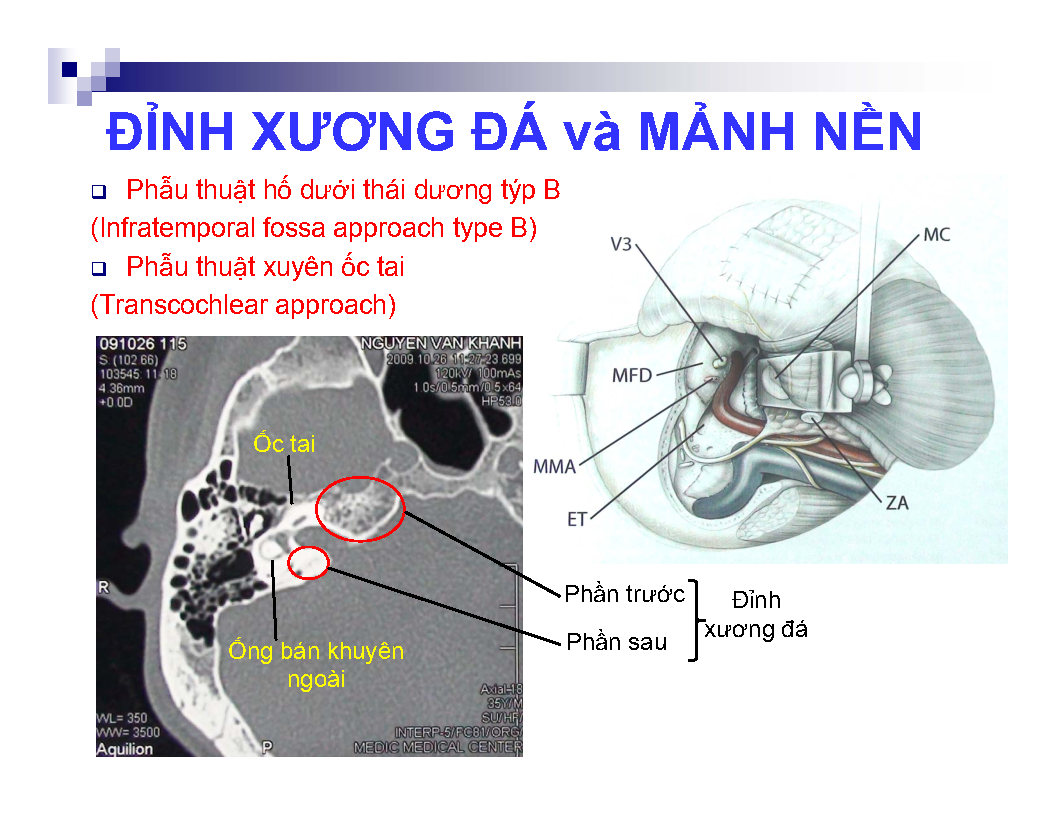 ĐỈNH XƯƠNG ĐÁ và MẢNH NỀN
Phẫu thuật hố dưới thái dương týp B
(Infratemporal fossa approach type B)
Phẫu thuật xuyên ốc tai
(Transcochlear approach)
V3
MC
MFD
MMA
ET
ZA
091026 115
NGUYEN VAN KHANH
S. (102 66)
2009.10.26 11-27-23 699
103545: 11-18
120kV/ 100mAs
4.36mm
1.0s/0.5mm/0.5x64
+0.0D
HP53.0
Ốc tai
R
Ống bán khuyên
ngoài
Axial-18
35Y/M
SU/HF/
WL= 350
WW= 3500
INTERP-5/FC81/ORG/
Aquilion
P
MEDIC MEDICAL CENTER
Phần trước
Phần sau
Đỉnh
xương đá